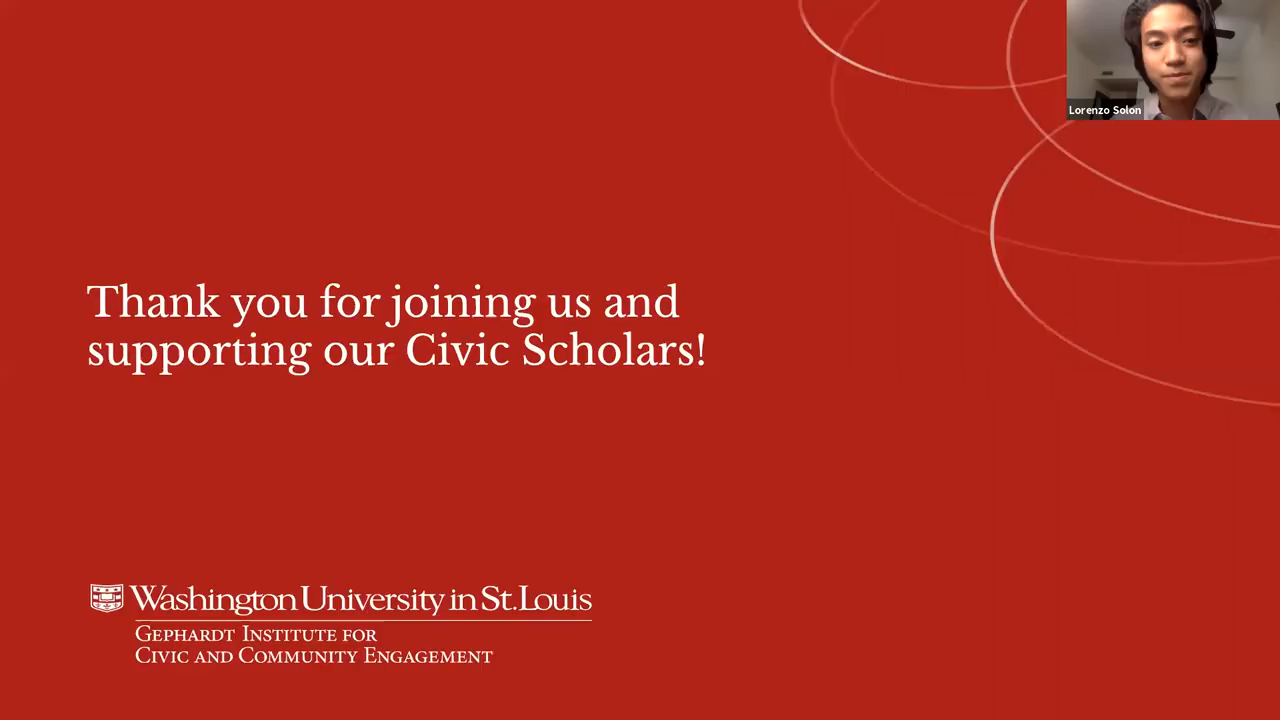 Lorenzo Solon
Thank you for joining us and
supporting our Civic Scholars!
Washington University in St. Louis
Gephardt Institute for
Civic and Community Engagement